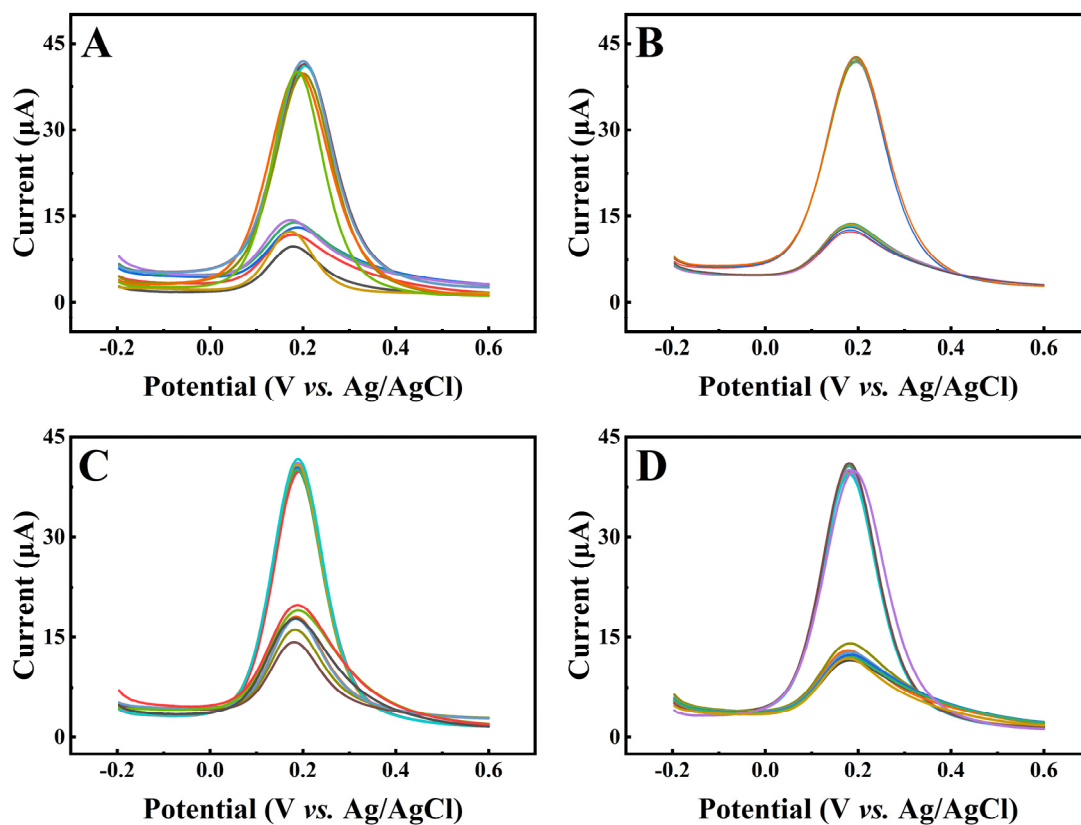 A
45
30
15
0
Current (µA)
-0.2 0.0 0.2 0.4 0.6
Potential (V vs. Ag/AgCl)
B
45
30
15
0
Current (µA)
-0.2 0.0 0.2 0.4 0.6
Potential (V vs. Ag/AgCl)
C
45
30
15
0
Current (µA)
-0.2 0.0 0.2 0.4 0.6
Potential (V vs. Ag/AgCl)
D
45
30
15
0
Current (µA)
-0.2 0.0 0.2 0.4 0.6
Potential (V vs. Ag/AgCl)